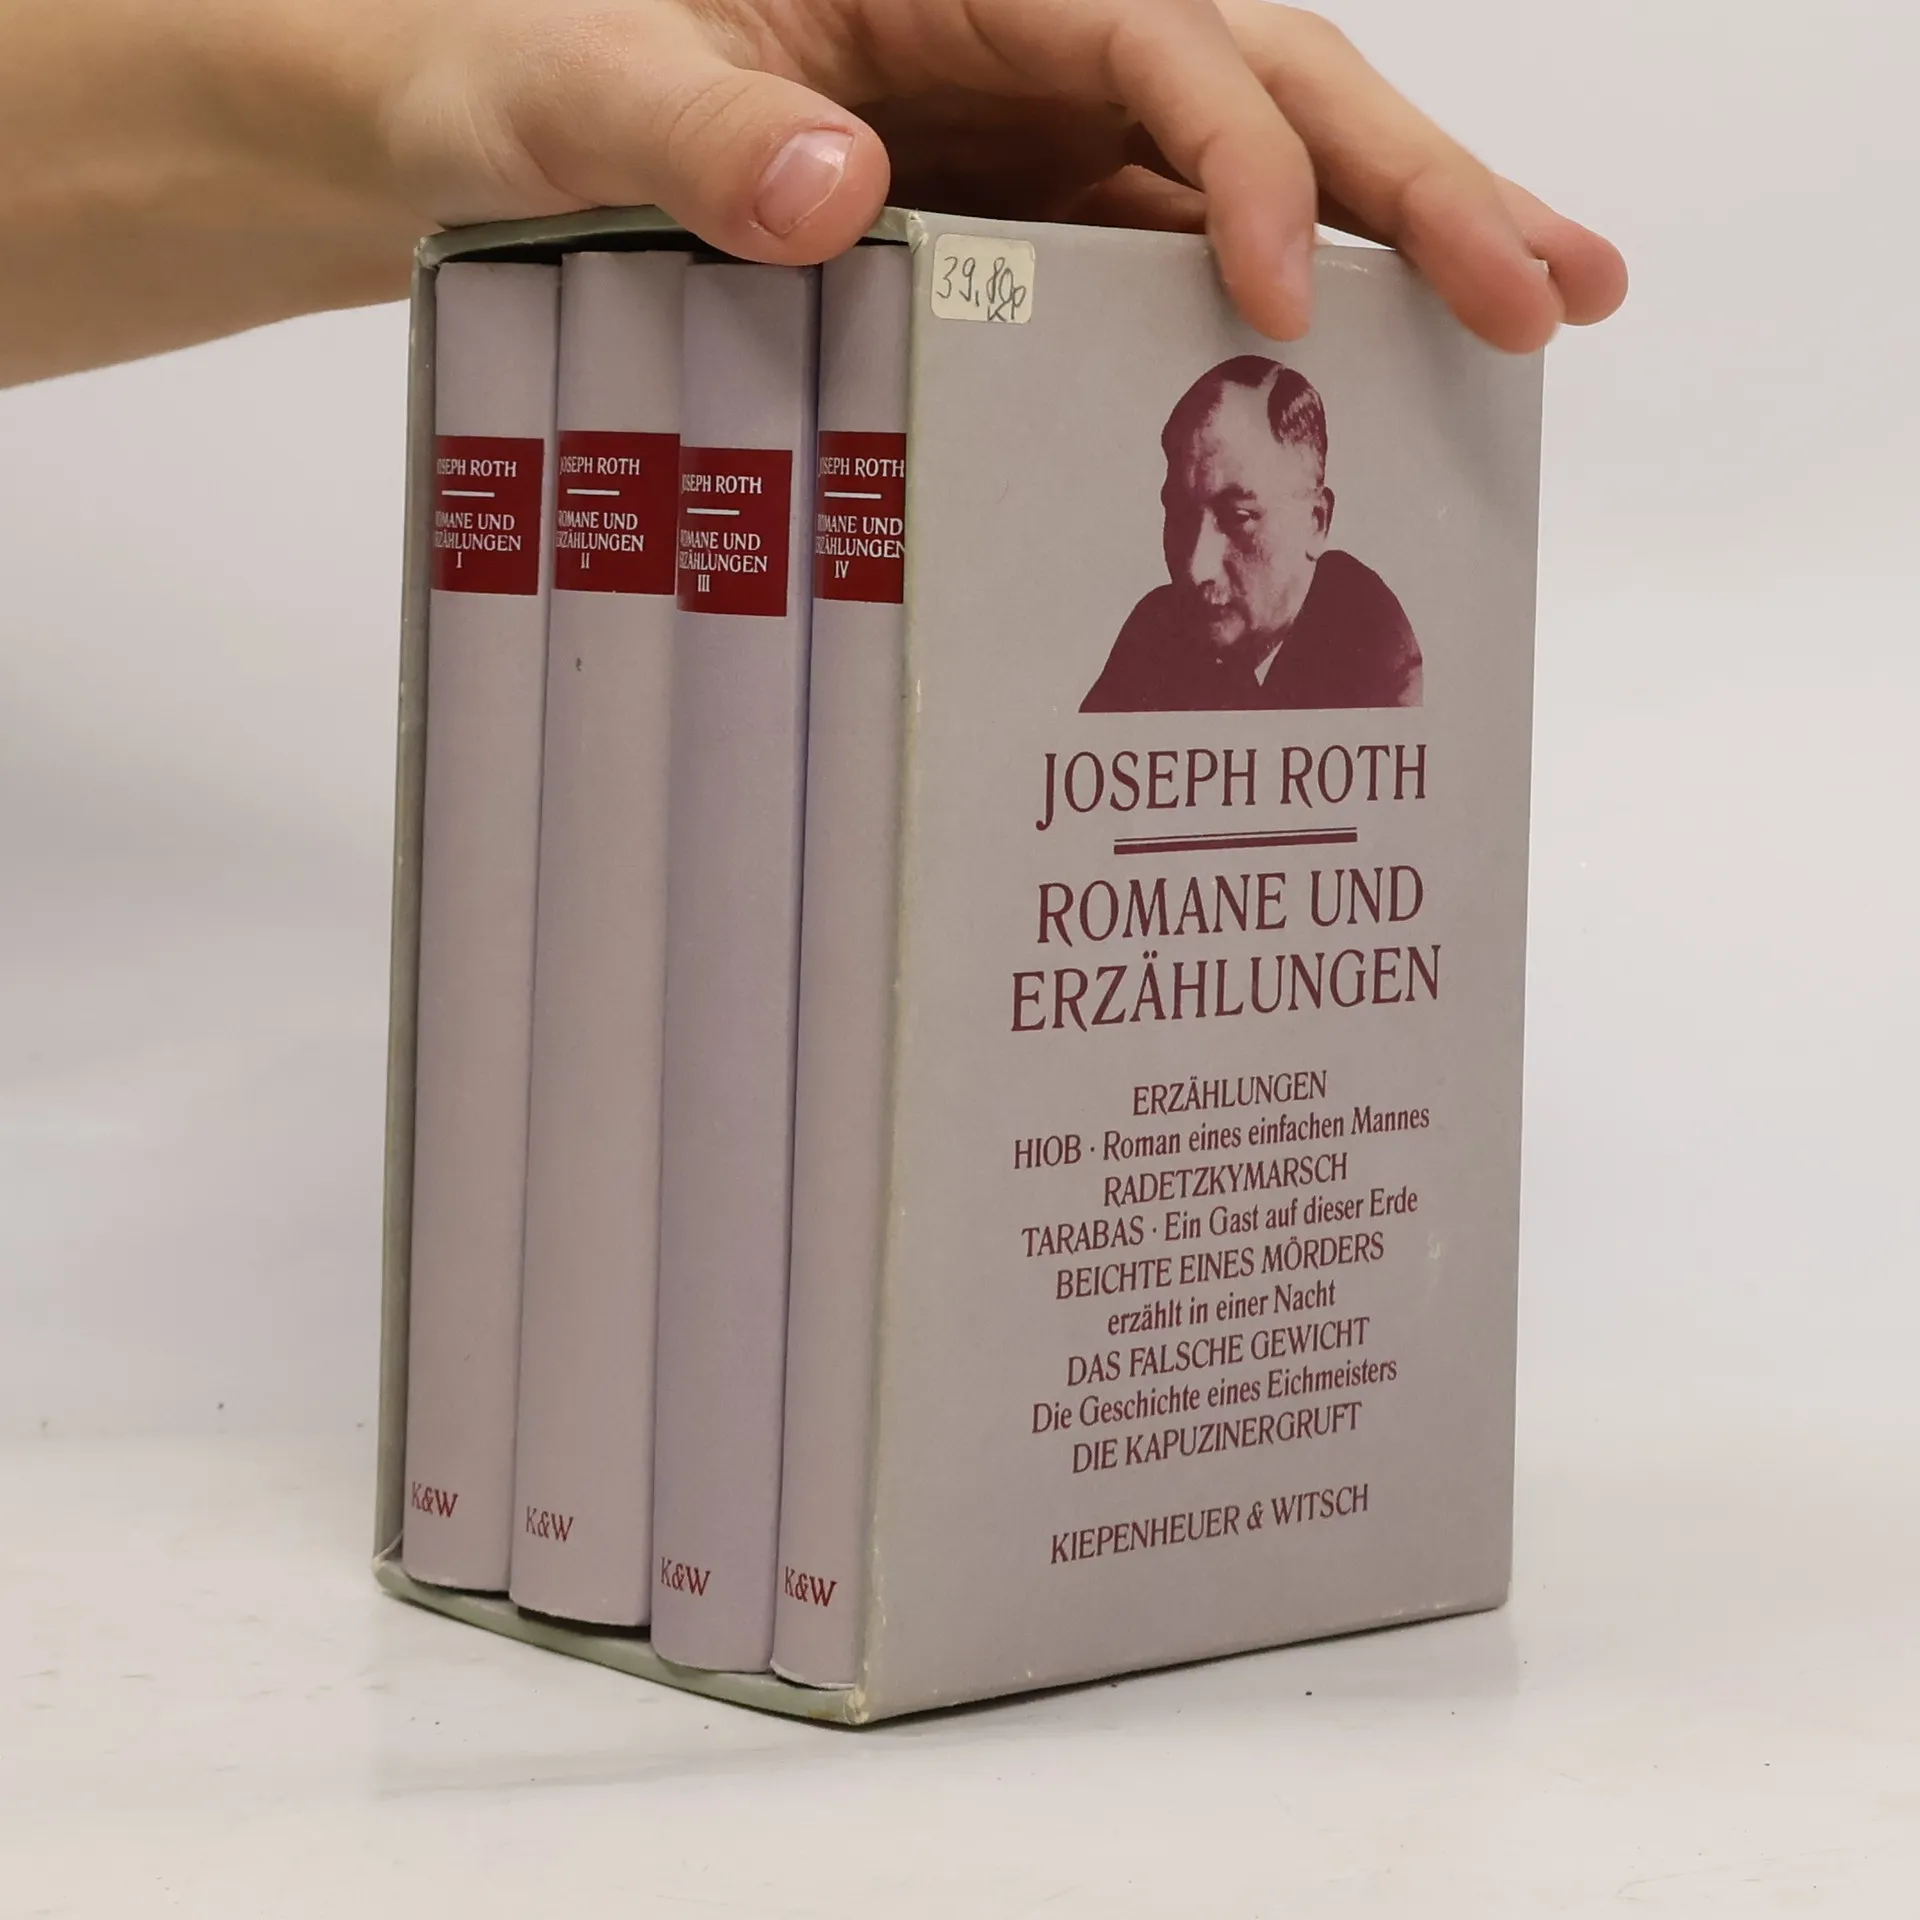 39,80
JOSEPH ROTH
ROMANE UND
ERZÄHLUNGEN
I
K&W
JOSEPH ROTH
ROMANE UND
ERZÄHLUNGEN
II
K&W
JOSEPH ROTH
ROMANE UND
ERZÄHLUNGEN
III
K&W
JOSEPH ROTH
ROMANE UND
ERZÄHLUNGEN
IV
K&W
JOSEPH ROTH
ROMANE UND
ERZÄHLUNGEN
ERZÄHLUNGEN
HIOB · Roman eines einfachen Mannes
RADETZKYMARSCH
TARABAS · Ein Gast auf dieser Erde
BEICHTE EINES MÖRDERS
erzählt in einer Nacht
DAS FALSCHE GEWICHT
Die Geschichte eines Eichmeisters
DIE KAPUZINERGRUFT
KIEPENHEUER & WITSCH